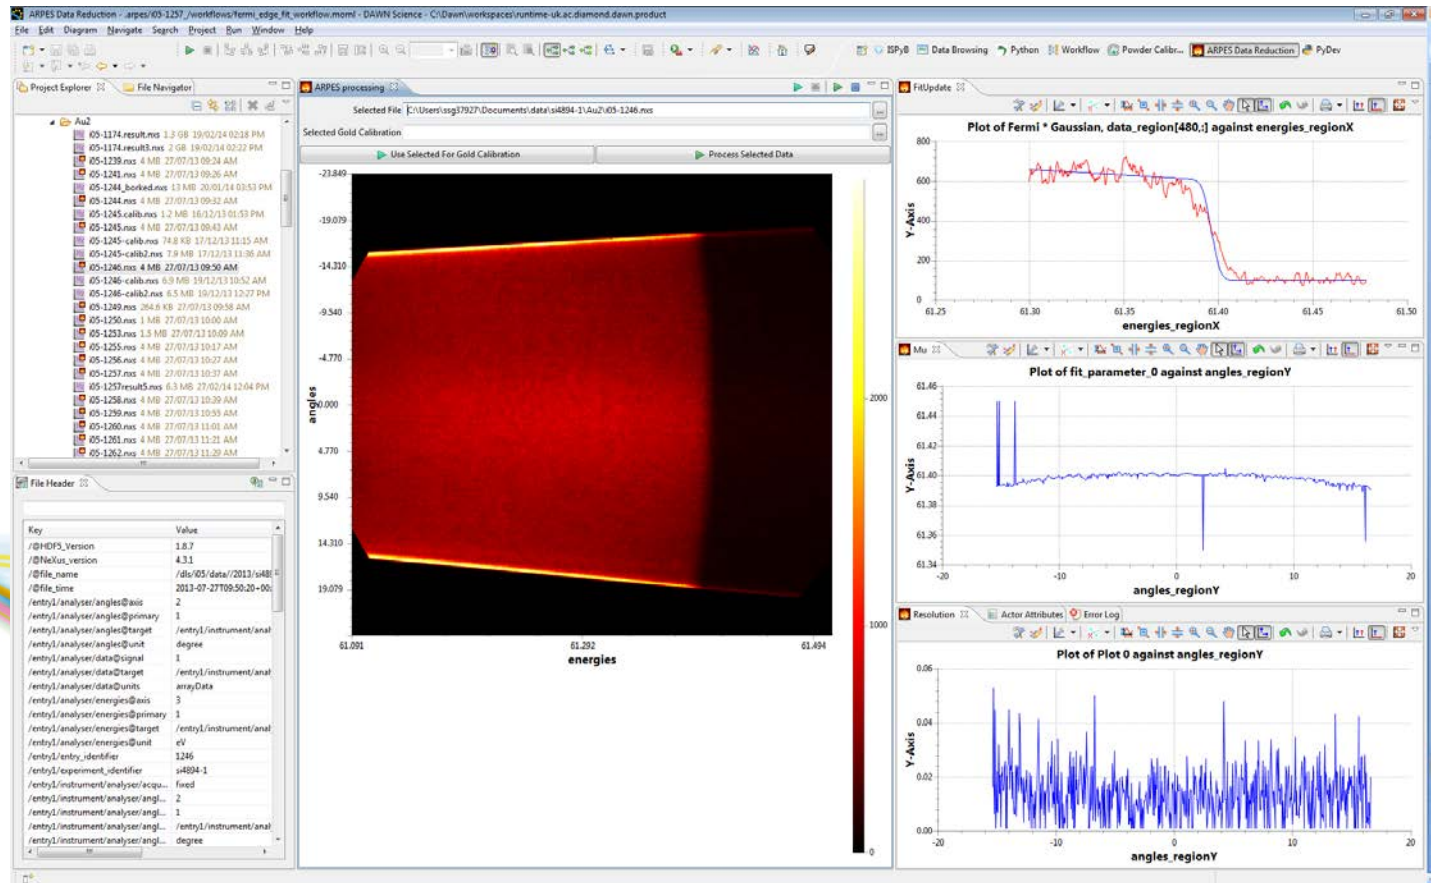 ARPES Data Reduction - .arpes/i05-1257_/workflows/fermi_edge_fit_workflow.moml - DAWN Science - C:\Dawn\workspaces\runtime-uk.ac.diamond.dawn.product
File Edit Diagram Navigate Search Project Run Window Help
ISPyB Data Browsing Python Workflow Powder Calibr... ARPES Data Reduction PyDev
Project Explorer File Navigator
Au2
i05-1174.result.nxs 1.3 GB 19/02/14 02:18 PM
i05-1174.result3.nxs 2 GB 19/02/14 02:22 PM
i05-1239.nxs 4 MB 27/07/13 09:24 AM
i05-1241.nxs 4 MB 27/07/13 09:26 AM
i05-1244_borked.nxs 13 MB 20/01/14 03:53 PM
i05-1244.nxs 4 MB 27/07/13 09:32 AM
i05-1245.calib.nxs 1.2 MB 16/12/13 01:53 PM
i05-1245.nxs 4 MB 27/07/13 09:43 AM
i05-1245-calib.nxs 74.8 KB 17/12/13 11:15 AM
i05-1245-calib2.nxs 7.9 MB 17/12/13 11:36 AM
i05-1246.nxs 4 MB 27/07/13 09:50 AM
i05-1246-calib.nxs 6.9 MB 19/12/13 10:52 AM
i05-1246-calib2.nxs 6.5 MB 19/12/13 12:27 PM
i05-1249.nxs 264.6 KB 27/07/13 09:58 AM
i05-1250.nxs 1 MB 27/07/13 10:00 AM
i05-1253.nxs 1.5 MB 27/07/13 10:09 AM
i05-1255.nxs 4 MB 27/07/13 10:17 AM
i05-1256.nxs 4 MB 27/07/13 10:27 AM
i05-1257.nxs 4 MB 27/07/13 10:37 AM
i05-1257result5.nxs 6.3 MB 27/02/14 12:04 PM
i05-1258.nxs 4 MB 27/07/13 10:39 AM
i05-1259.nxs 4 MB 27/07/13 10:55 AM
i05-1260.nxs 4 MB 27/07/13 11:01 AM
i05-1261.nxs 4 MB 27/07/13 11:21 AM
i05-1262.nxs 4 MB 27/07/13 11:29 AM
File Header
Key Value
/@HDF5_Version 1.8.7
/@NeXus_version 4.3.1
/@file_name /dls/i05/data//2013/si489
/@file_time 2013-07-27T09:50:20+00:
/entry1/analyser/angles@axis 2
/entry1/analyser/angles@primary 1
/entry1/analyser/angles@target /entry1/instrument/anal
/entry1/analyser/angles@unit degree
/entry1/analyser/data@signal 1
/entry1/analyser/data@target /entry1/instrument/anal
/entry1/analyser/data@units arrayData
/entry1/analyser/energies@axis 3
/entry1/analyser/energies@primary 1
/entry1/analyser/energies@target /entry1/instrument/anal
/entry1/analyser/energies@unit eV
/entry1/entry_identifier 1246
/entry1/experiment_identifier si4894-1
/entry1/instrument/analyser/acqu... fixed
/entry1/instrument/analyser/angl... 2
/entry1/instrument/analyser/angl... 1
/entry1/instrument/analyser/angl... /entry1/instrument/anal
/entry1/instrument/analyser/angl... degree
ARPES processing
Selected File C:\Users\ssg37927\Documents\data\si4894-1\Au2\i05-1246.nxs ...
Selected Gold Calibration ...
Use Selected For Gold Calibration Process Selected Data
-23.849
-19.079
-14.310
-9.540
-4.770
0.000
4.770
9.540
14.310
19.079
angles
61.091 61.292 61.494
energies
2000
1000
0
FitUpdate
Plot of Fermi * Gaussian, data_region[480,:] against energies_regionX
800
600
400
200
0
Y-Axis
61.25 61.30 61.35 61.40 61.45 61.50
energies_regionX
Mu
Plot of fit_parameter_0 against angles_regionY
61.46
61.44
61.42
61.40
61.38
61.36
61.34
Y-Axis
-20 -10 0 10 20
angles_regionY
Resolution Actor Attributes Error Log
Plot of Plot 0 against angles_regionY
0.06
0.04
0.02
0.00
Y-Axis
-20 -10 0 10 20
angles_regionY